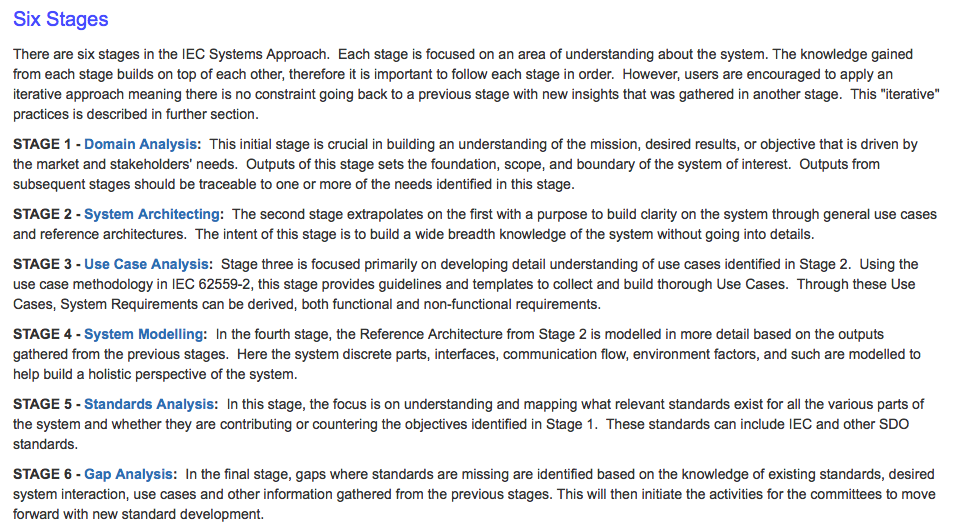 Six Stages
There are six stages in the IEC Systems Approach.  Each stage is focused on an area of understanding about the system. The knowledge gained
from each stage builds on top of each other, therefore it is important to follow each stage in order.  However, users are encouraged to apply an
iterative approach meaning there is no constraint going back to a previous stage with new insights that was gathered in another stage.  This "iterative"
practices is described in further section.
STAGE 1 - Domain Analysis:  This initial stage is crucial in building an understanding of the mission, desired results, or objective that is driven by
the market and stakeholders' needs.  Outputs of this stage sets the foundation, scope, and boundary of the system of interest.  Outputs from
subsequent stages should be traceable to one or more of the needs identified in this stage.
STAGE 2 - System Architecting:  The second stage extrapolates on the first with a purpose to build clarity on the system through general use cases
and reference architectures.  The intent of this stage is to build a wide breadth knowledge of the system without going into details.
STAGE 3 - Use Case Analysis:  Stage three is focused primarily on developing detail understanding of use cases identified in Stage 2.  Using the
use case methodology in IEC 62559-2, this stage provides guidelines and templates to collect and build thorough Use Cases.  Through these Use
Cases, System Requirements can be derived, both functional and non-functional requirements.
STAGE 4 - System Modelling:  In the fourth stage, the Reference Architecture from Stage 2 is modelled in more detail based on the outputs
gathered from the previous stages.  Here the system discrete parts, interfaces, communication flow, environment factors, and such are modelled to
help build a holistic perspective of the system.
STAGE 5 - Standards Analysis:  In this stage, the focus is on understanding and mapping what relevant standards exist for all the various parts of
the system and whether they are contributing or countering the objectives identified in Stage 1.  These standards can include IEC and other SDO
standards.
STAGE 6 - Gap Analysis:  In the final stage, gaps where standards are missing are identified based on the knowledge of existing standards, desired
system interaction, use cases and other information gathered from the previous stages. This will then initiate the activities for the committees to move
forward with new standard development.